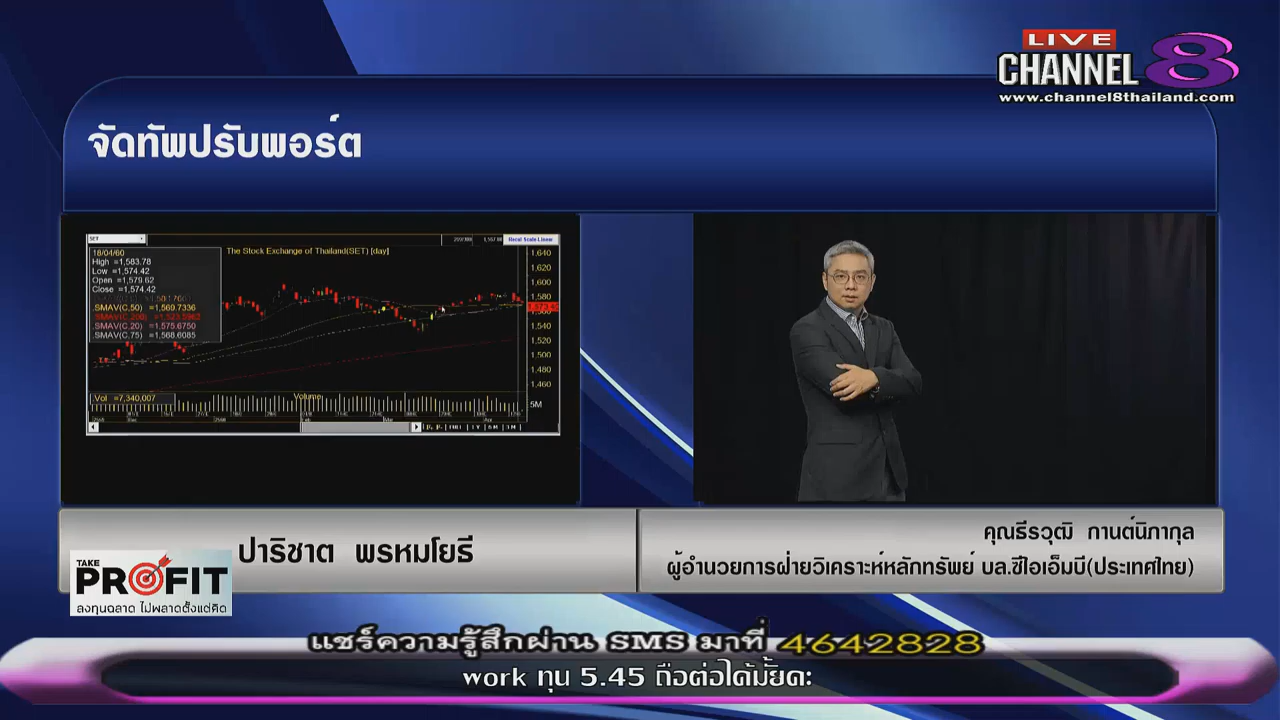 LIVE
CHANNEL 8
www.channel8thailand.com
จัดทัพปรับพอร์ต
SET
The Stock Exchange of Thailand(SET) [day]
18/04/60
High =1,583.78
Low =1,574.42
Open =1,579.62
Close =1,574.42
.SMAV(C,50) =1,569.7336
.SMAV(C,200) =1,523.5962
.SMAV(C,20) =1,575.6750
.SMAV(C,75) =1,568.6085
1,640
1,620
1,600
1,580
1,540
1,520
1,500
1,480
1,460
.Vol =7,340,007
Volume
5M
ปาริชาต พรหมโยธี
คุณธีรวุฒิ กานต์นิภากุล
ผู้อำนวยการฝ่ายวิเคราะห์หลักทรัพย์ บล.ซีไอเอ็มบี(ประเทศไทย)
TAKE
PROFIT
ลงทุนฉลาด ไม่พลาดตั้งแต่คิด
แชร์ความรู้สึกผ่าน SMS มาที่ 4642828
work ทุน 5.45 ถือต่อได้มั้ยคะ